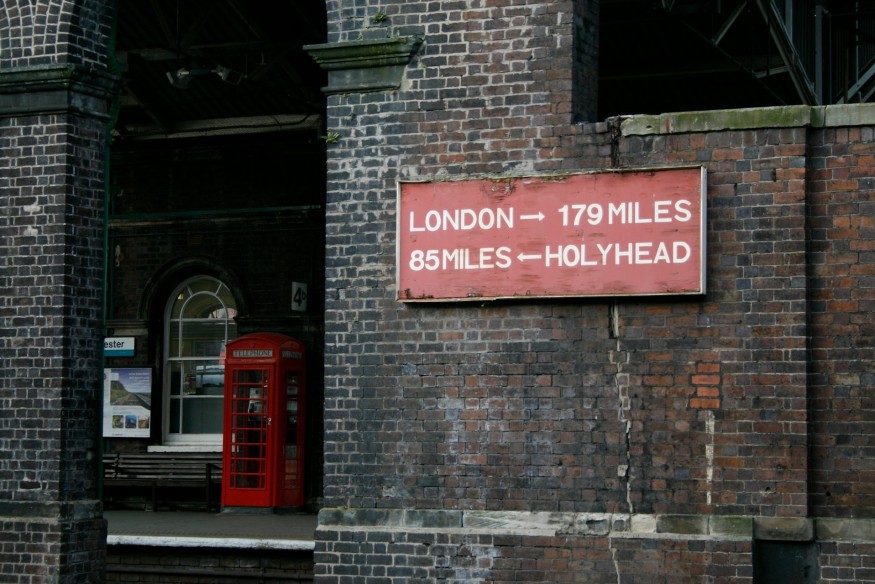 LONDON → 179 MILES
85 MILES ← HOLYHEAD
4
TELEPHONE
ester